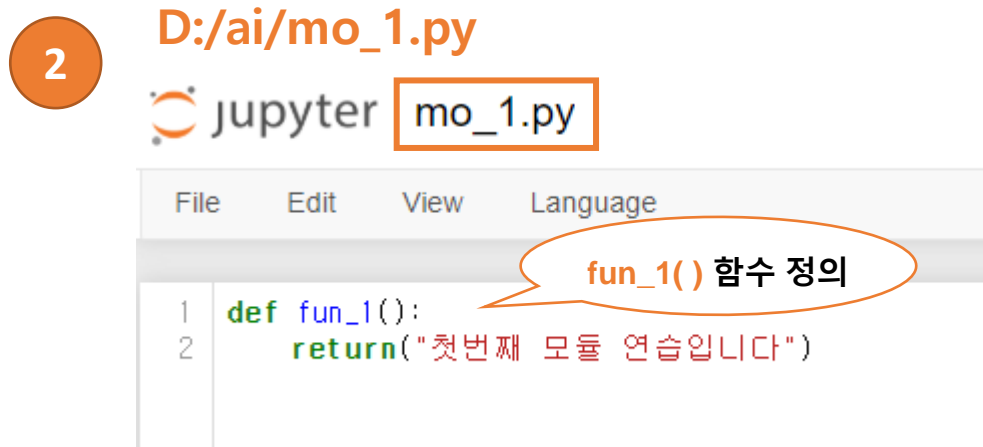 2
D:/ai/mo_1.py
jupyter mo_1.py
File Edit View Language
fun_1( ) 함수 정의
1 def fun_1():
2 return("첫번째 모듈 연습입니다")